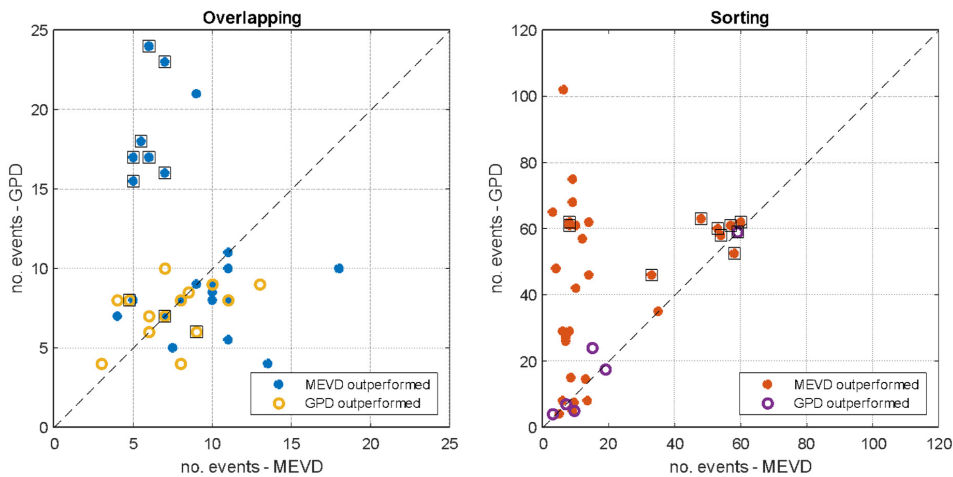 Overlapping
25
20
15
10
5
0
no. events - GPD
0 5 10 15 20 25
no. events - MEVD
MEVD outperformed
GPD outperformed
Sorting
120
100
80
60
40
20
0
no. events - GPD
0 20 40 60 80 100 120
no. events - MEVD
MEVD outperformed
GPD outperformed